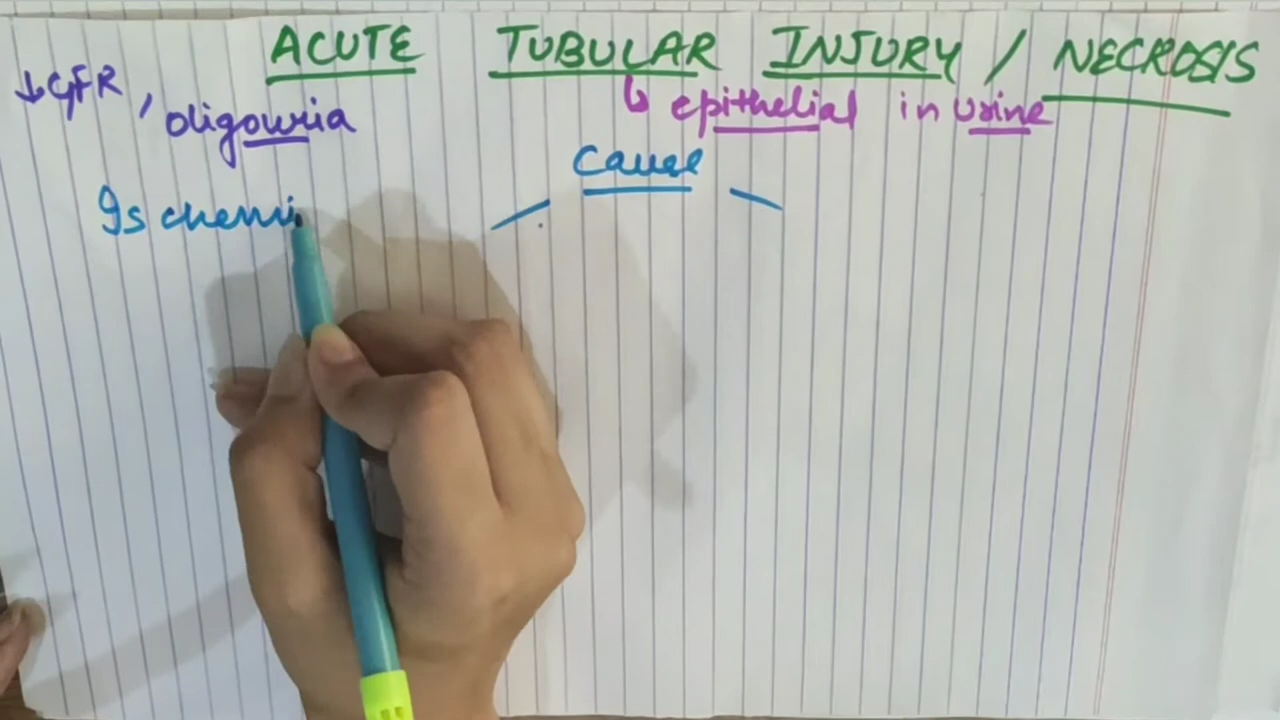 ACUTE TUBULAR INJURY / NECROSIS
↓GFR, oligouria
↳ epithelial in urine
Cause
Ischemi